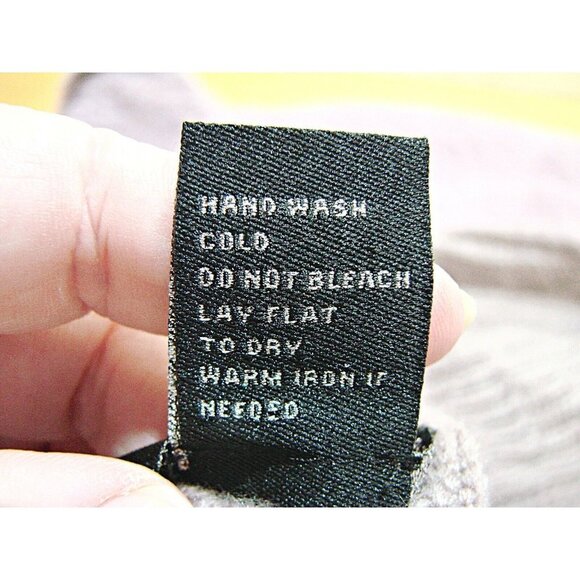 HAND WASH
COLD
DO NOT BLEACH
LAY FLAT
TO DRY
WARM IRON IF
NEEDED